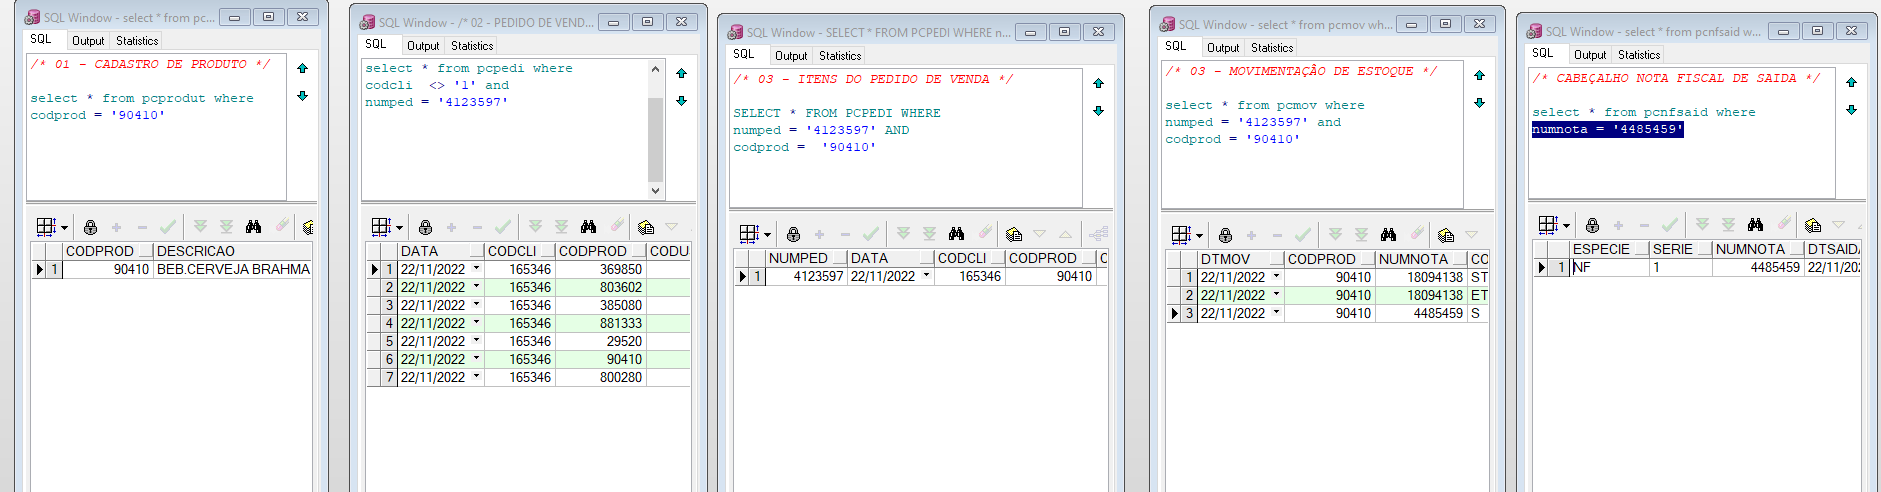 SQL Window - select * from pc...
SQL Output Statistics
/* 01 - CADASTRO DE PRODUTO */
select * from pcprodut where
codprod = '90410'
CODPROD DESCRICAO
1 90410 BEB.CERVEJA BRAHMA
SQL Window - /* 02 - PEDIDO DE VEND...
SQL Output Statistics
select * from pcpedi where
codcli <> '1' and
numped = '4123597'
DATA CODCLI CODPROD CODU
1 22/11/2022 165346 369850
2 22/11/2022 165346 803602
3 22/11/2022 165346 385080
4 22/11/2022 165346 881333
5 22/11/2022 165346 29520
6 22/11/2022 165346 90410
7 22/11/2022 165346 800280
SQL Window - SELECT * FROM PCPEDI WHERE n...
SQL Output Statistics
/* 03 - ITENS DO PEDIDO DE VENDA */
SELECT * FROM PCPEDI WHERE
numped = '4123597' AND
codprod = '90410'
NUMPED DATA CODCLI CODPROD C
1 4123597 22/11/2022 165346 90410
SQL Window - select * from pcmov wh...
SQL Output Statistics
/* 03 - MOVIMENTAÇÃO DE ESTOQUE */
select * from pcmov where
numped = '4123597' and
codprod = '90410'
DTMOV CODPROD NUMNOTA CO
1 22/11/2022 90410 18094138 ST
2 22/11/2022 90410 18094138 ET
3 22/11/2022 90410 4485459 S
SQL Window - select * from pcnfsaid w...
SQL Output Statistics
/* CABEÇALHO NOTA FISCAL DE SAIDA */
select * from pcnfsaid where
numnota = '4485459'
ESPECIE SERIE NUMNOTA DTSAIDA
1 NF 1 4485459 22/11/202